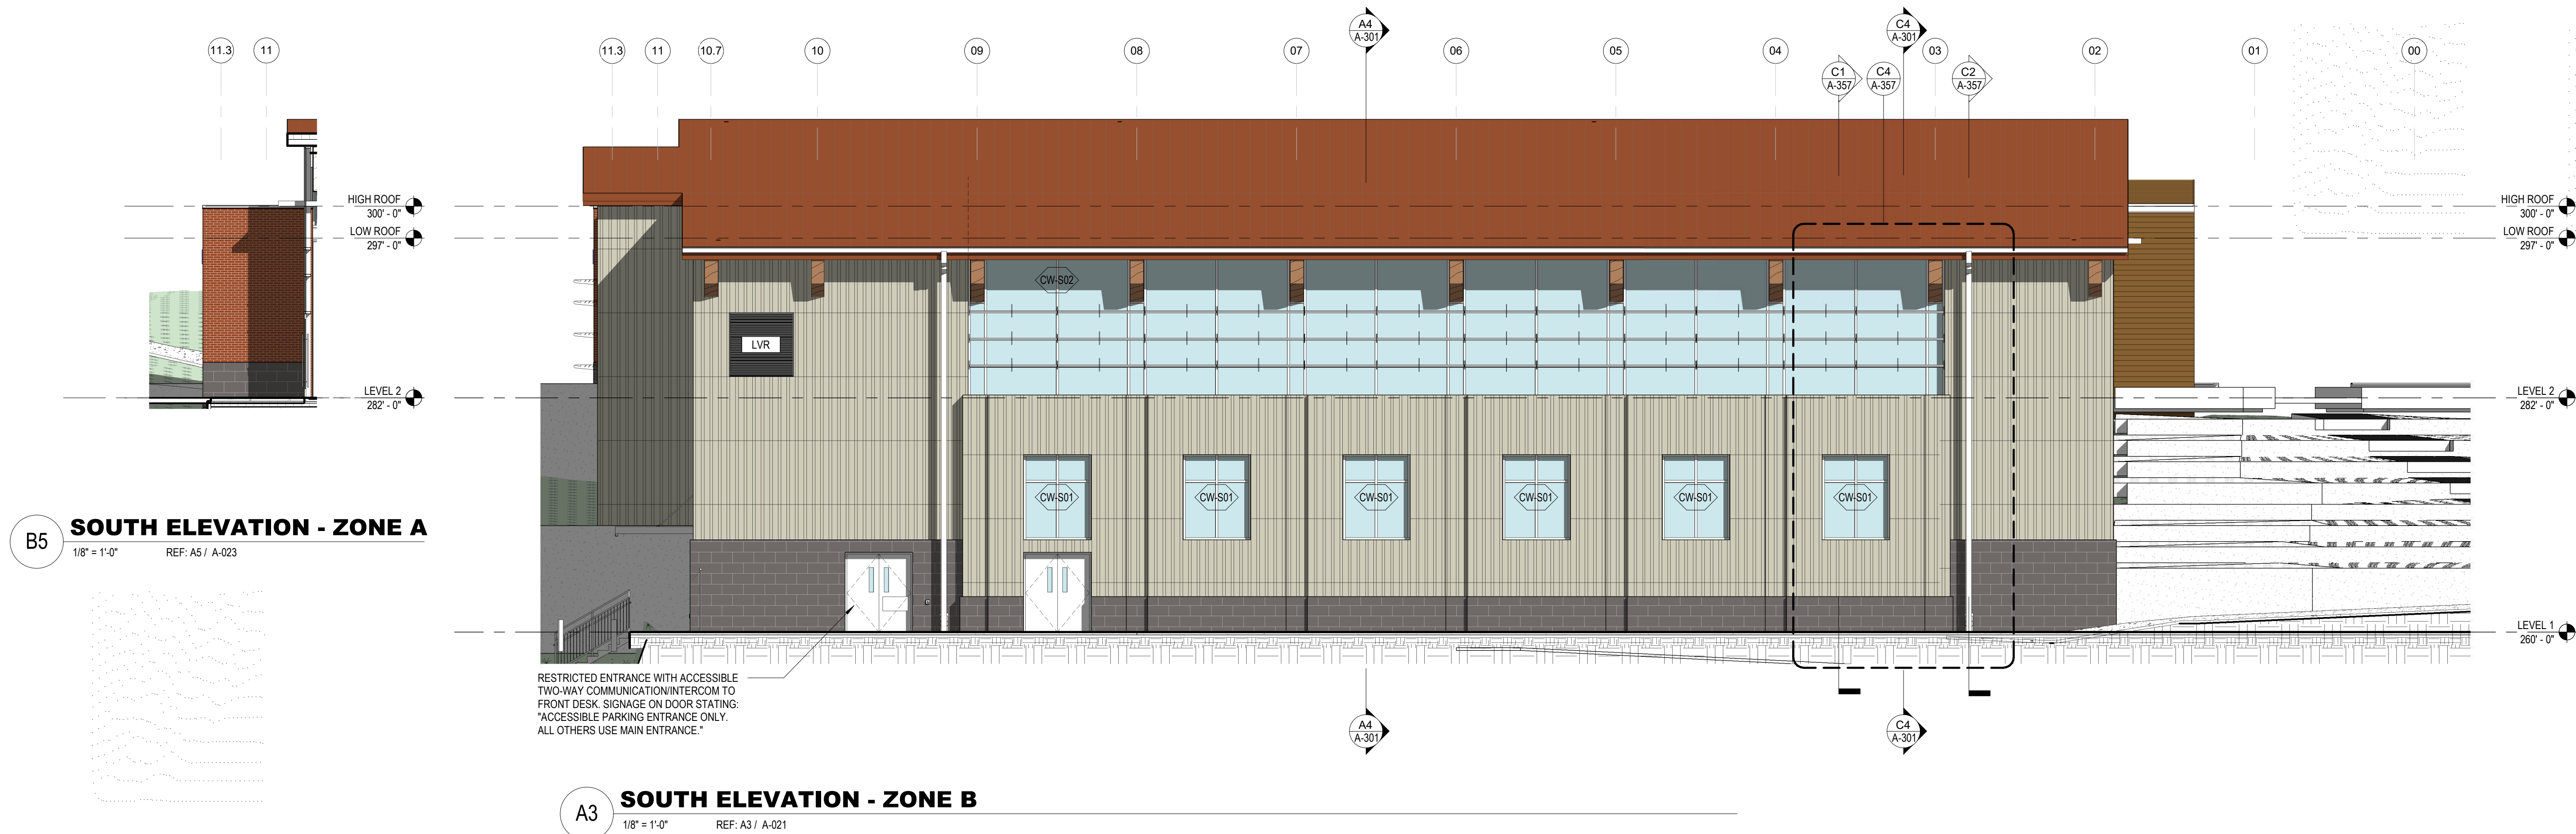 11.3
11
HIGH ROOF
300' - 0"
LOW ROOF
297' - 0"
LEVEL 2
282' - 0"
B5
SOUTH ELEVATION - ZONE A
1/8" = 1'-0"
REF: A5 / A-023
11.3
11
10.7
10
09
08
07
A4
A-301
06
05
04
C1
A-357
C4
A-357
C4
A-301
03
C2
A-357
02
01
00
HIGH ROOF
300' - 0"
LOW ROOF
297' - 0"
LEVEL 2
282' - 0"
LEVEL 1
260' - 0"
CW-S02
LVR
CW-S01
CW-S01
CW-S01
CW-S01
CW-S01
CW-S01
RESTRICTED ENTRANCE WITH ACCESSIBLE
TWO-WAY COMMUNICATION/INTERCOM TO
FRONT DESK. SIGNAGE ON DOOR STATING:
"ACCESSIBLE PARKING ENTRANCE ONLY.
ALL OTHERS USE MAIN ENTRANCE."
A4
A-301
C4
A-301
A3
SOUTH ELEVATION - ZONE B
1/8" = 1'-0"
REF: A3 / A-021